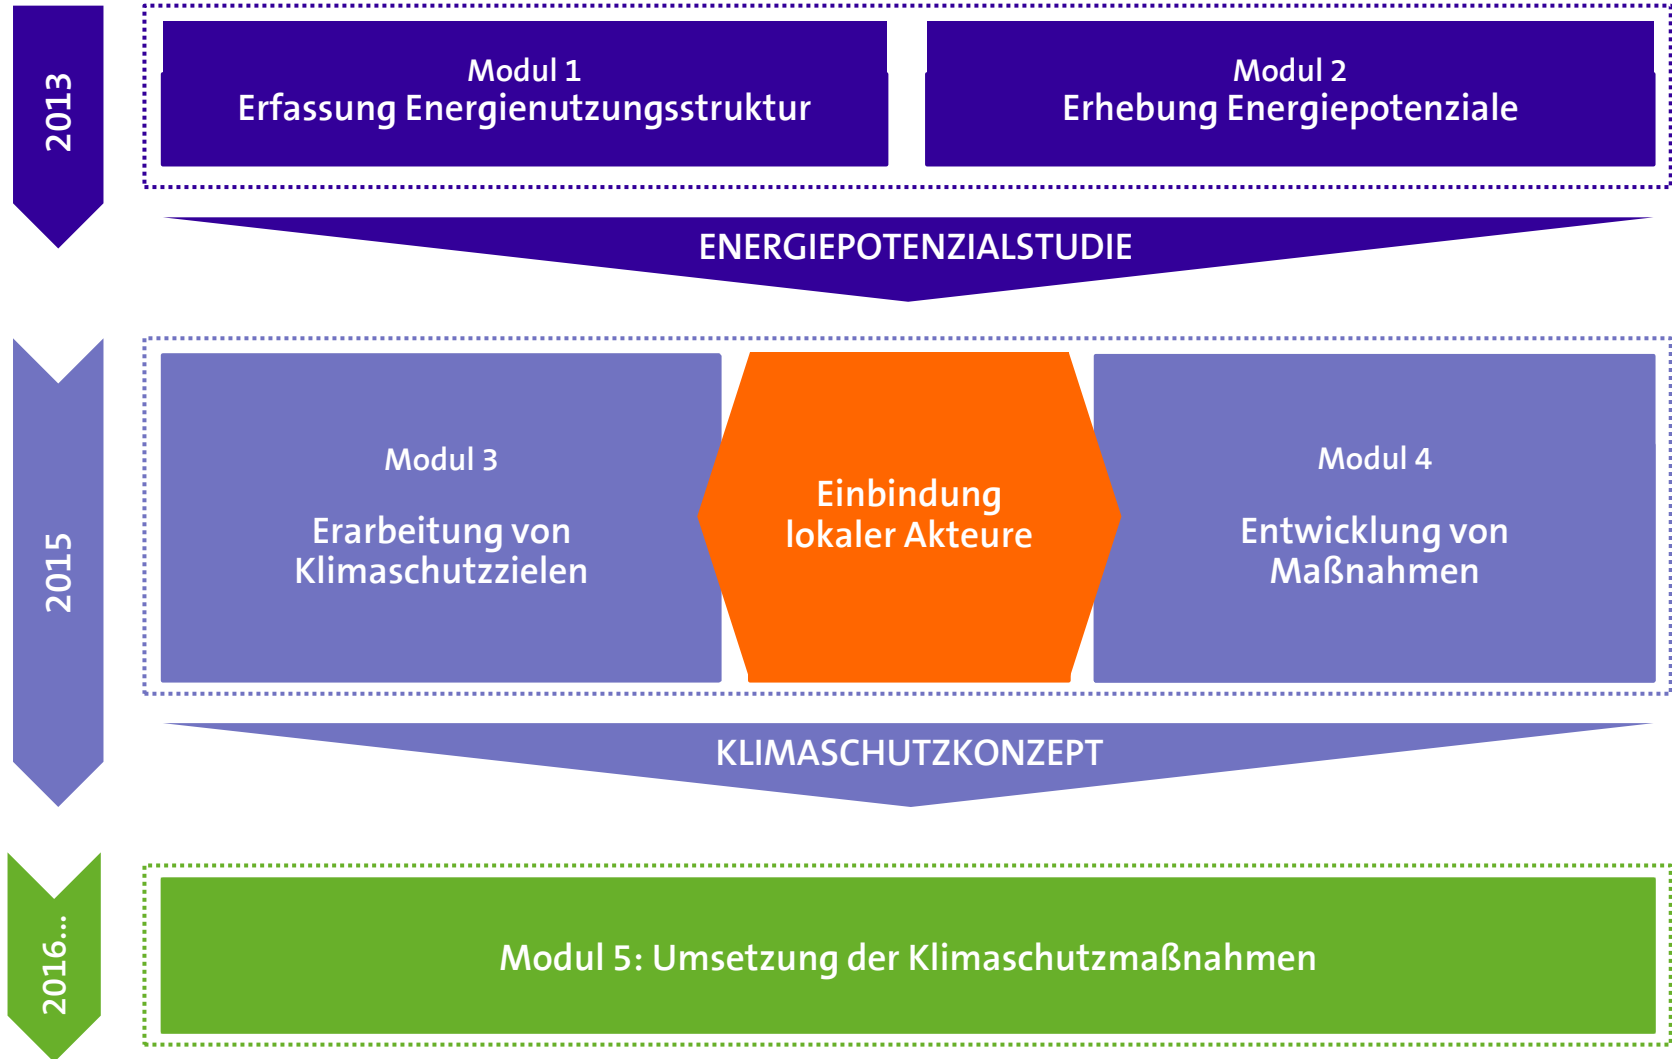 2013
Modul 1
Erfassung Energienutzungsstruktur
Modul 2
Erhebung Energiepotenziale
ENERGIEPOTENZIALSTUDIE
2015
Modul 3
Erarbeitung von
Klimaschutzzielen
Einbindung
lokaler Akteure
Modul 4
Entwicklung von
Maßnahmen
KLIMASCHUTZKONZEPT
2016...
Modul 5: Umsetzung der Klimaschutzmaßnahmen